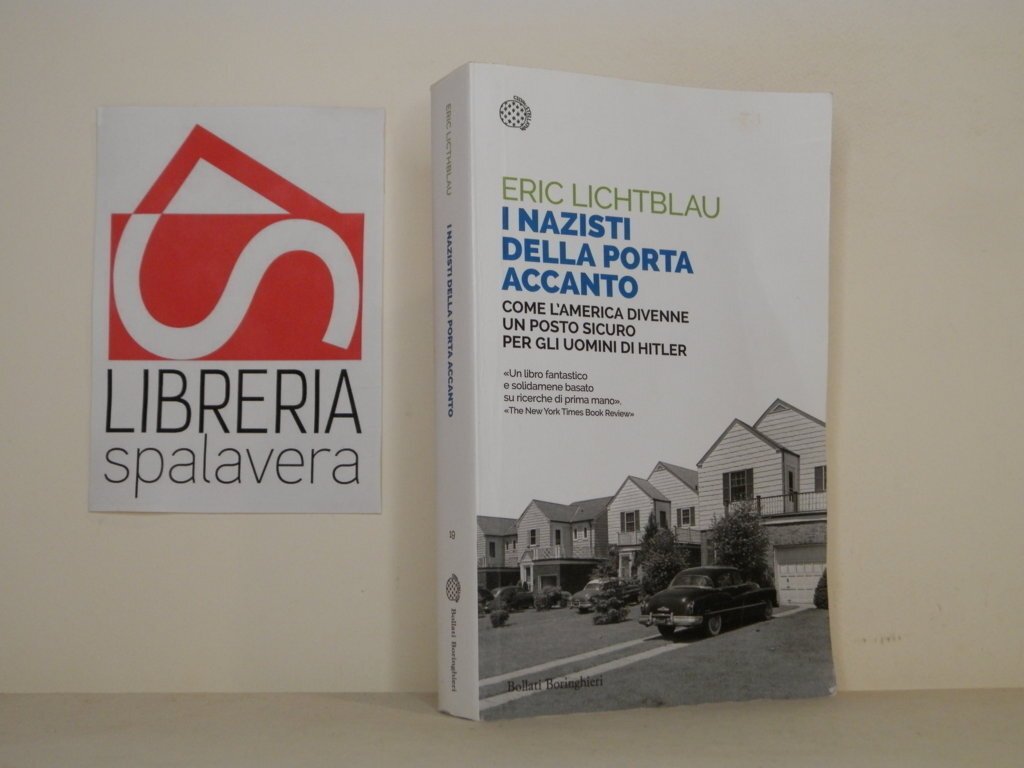 LIBRERIA
spalavera
ERIC LICTHBLAU
I NAZISTI DELLA PORTA ACCANTO
19
Bollati Boringhieri
ERIC LICHTBLAU
I NAZISTI
DELLA PORTA
ACCANTO
COME L'AMERICA DIVENNE
UN POSTO SICURO
PER GLI UOMINI DI HITLER
«Un libro fantastico
e solidamene basato
su ricerche di prima mano».
«The New York Times Book Review»
Bollati Boringhieri